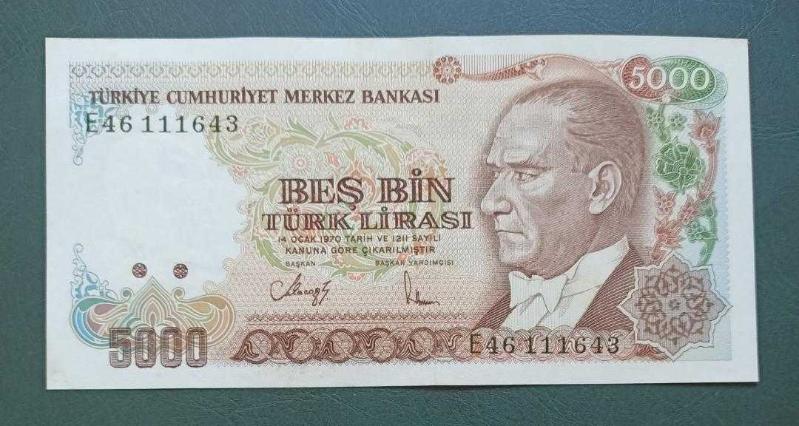 5000
TÜRKİYE CUMHURİYET MERKEZ BANKASI
E46 111643
BEŞ BİN
TÜRK LİRASI
14 OCAK 1970 TARİH VE 1211 SAYILI
KANUNA GÖRE ÇIKARILMIŞTIR
BAŞKAN BAŞKAN YARDIMCISI
5000
E46 111643